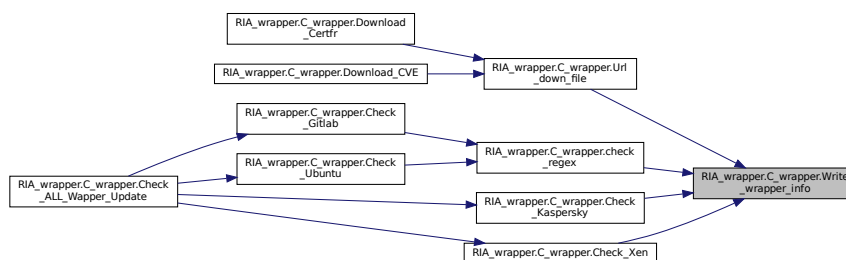 RIA_wrapper.C_wrapper.Download
_Certfr
RIA_wrapper.C_wrapper.Url
_down_file
RIA_wrapper.C_wrapper.Download_CVE
RIA_wrapper.C_wrapper.Check
_Gitlab
RIA_wrapper.C_wrapper.check
_regex
RIA_wrapper.C_wrapper.Check
_Ubuntu
RIA_wrapper.C_wrapper.Write
_wrapper_info
RIA_wrapper.C_wrapper.Check
_ALL_Wapper_Update
RIA_wrapper.C_wrapper.Check
_Kaspersky
RIA_wrapper.C_wrapper.Check_Xen